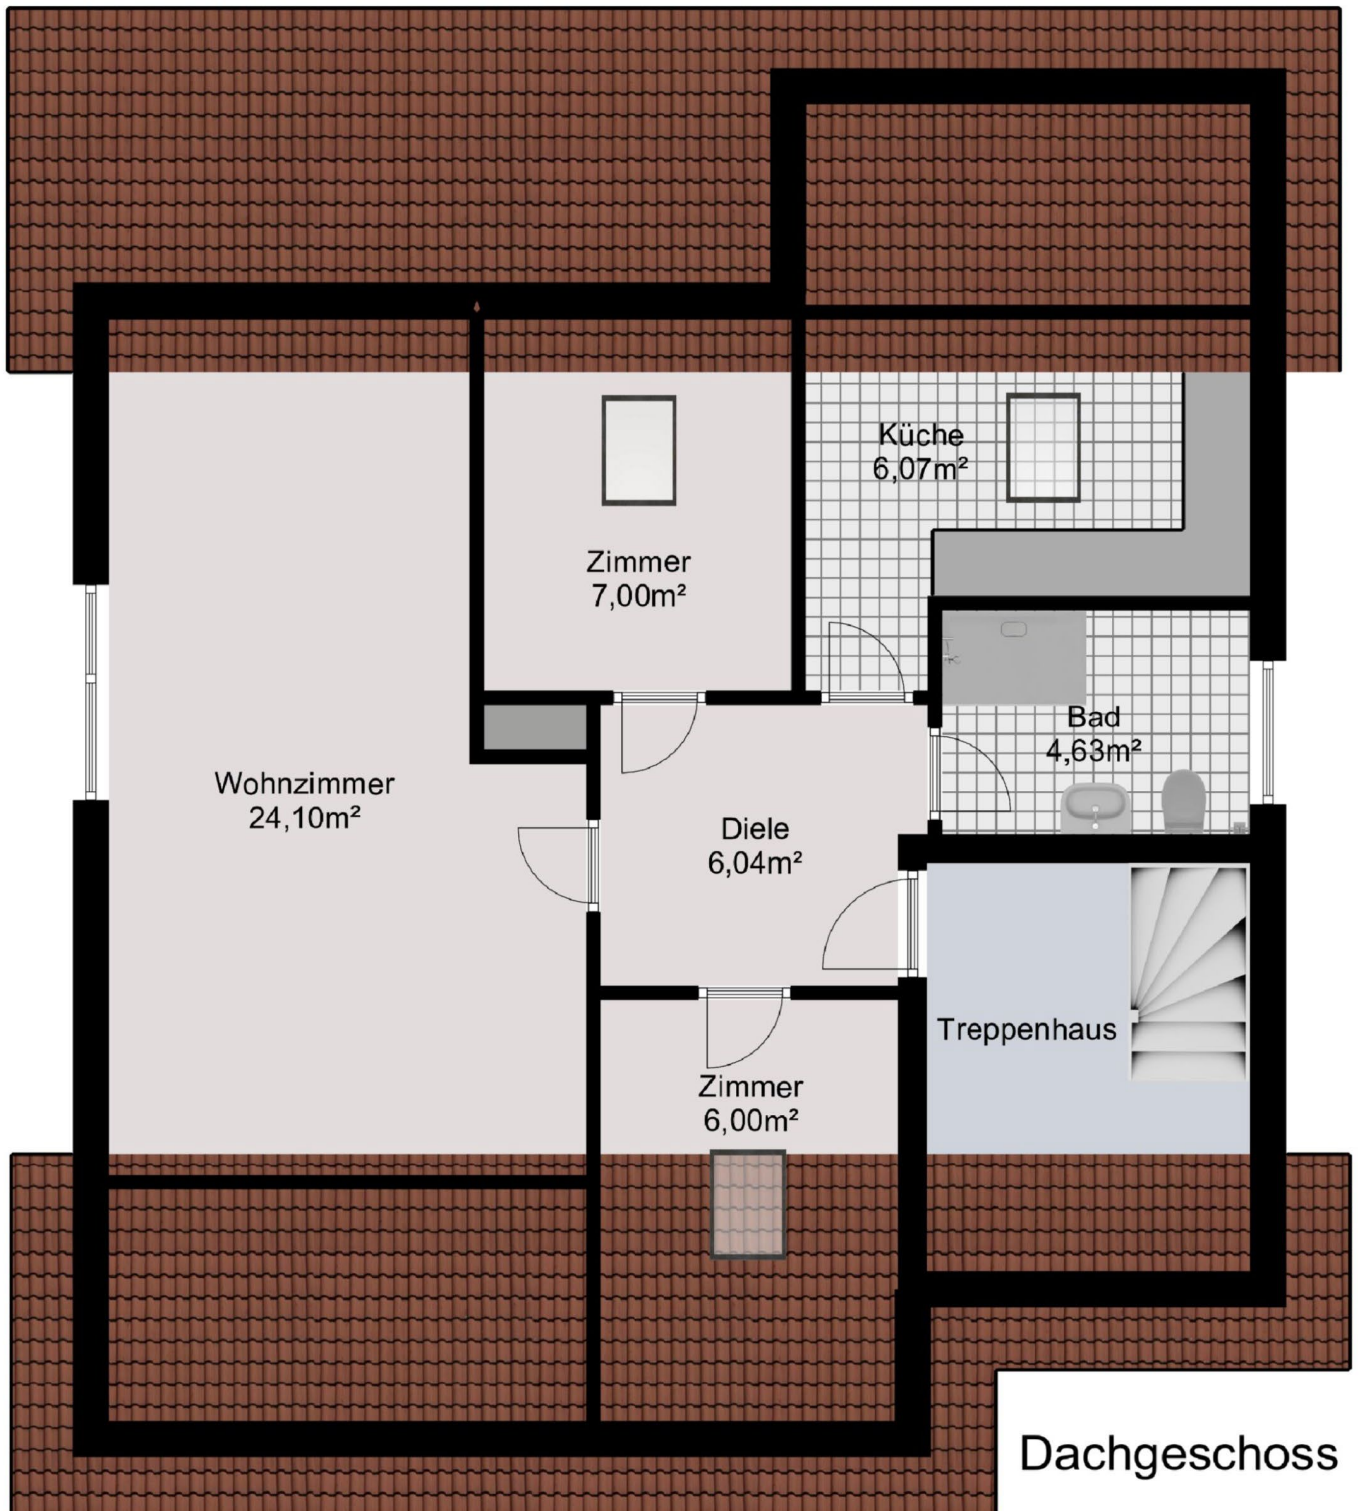 Küche
6,07m²
Zimmer
7,00m²
Bad
4,63m²
Wohnzimmer
24,10m²
Diele
6,04m²
Treppenhaus
Zimmer
6,00m²
Dachgeschoss